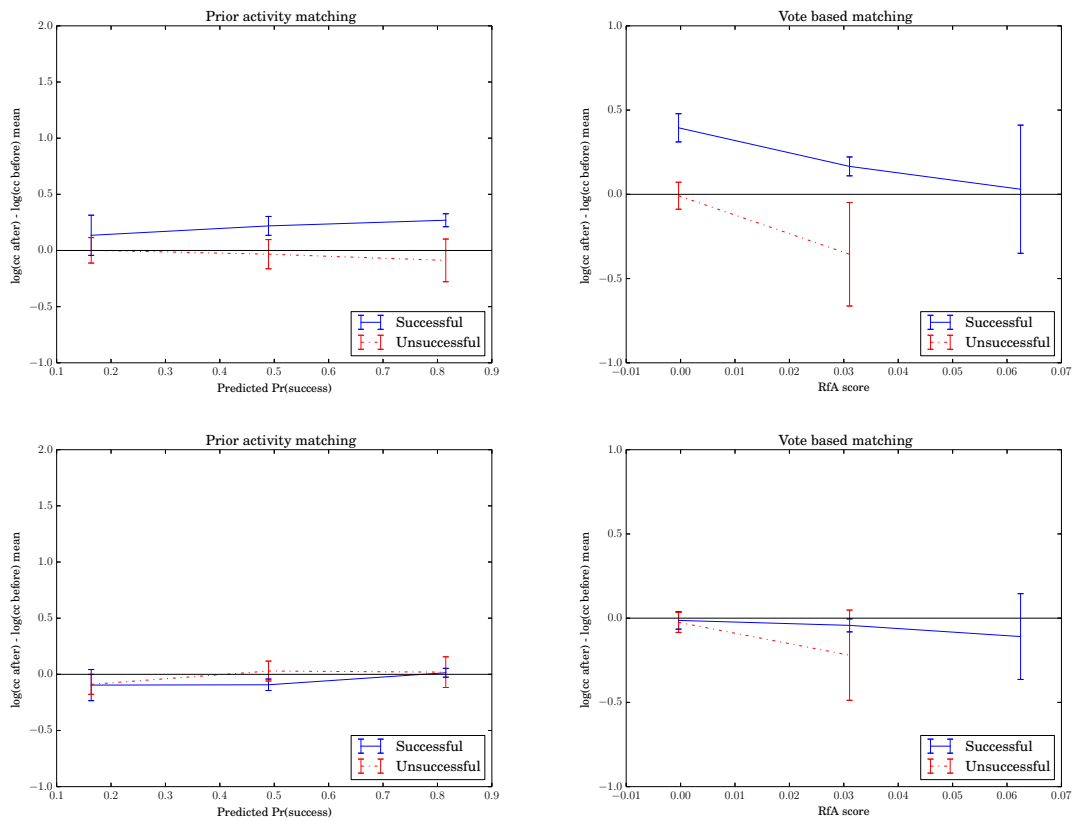 Prior activity matching
2.0
1.5
1.0
0.5
0.0
−0.5
−1.0
log(cc after) - log(cc before) mean
0.1 0.2 0.3 0.4 0.5 0.6 0.7 0.8 0.9
Predicted Pr(success)
Successful
Unsuccessful
Vote based matching
1.0
0.5
0.0
−0.5
−1.0
log(cc after) - log(cc before) mean
−0.01 0.00 0.01 0.02 0.03 0.04 0.05 0.06 0.07
RfA score
Successful
Unsuccessful
Prior activity matching
2.0
1.5
1.0
0.5
0.0
−0.5
−1.0
log(cc after) - log(cc before) mean
0.1 0.2 0.3 0.4 0.5 0.6 0.7 0.8 0.9
Predicted Pr(success)
Successful
Unsuccessful
Vote based matching
1.0
0.5
0.0
−0.5
−1.0
log(cc after) - log(cc before) mean
−0.01 0.00 0.01 0.02 0.03 0.04 0.05 0.06 0.07
RfA score
Successful
Unsuccessful